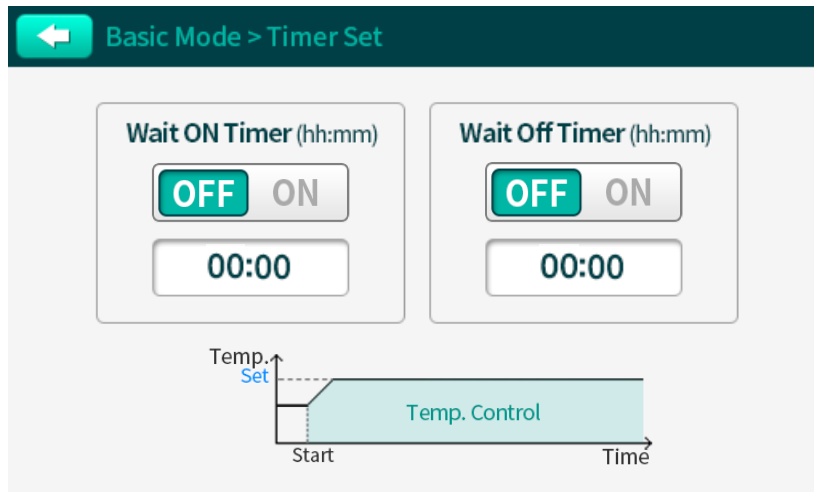 Basic Mode > Timer Set
Wait ON Timer (hh:mm)
OFF ON
00:00
Wait Off Timer (hh:mm)
OFF ON
00:00
Temp.
Set
Temp. Control
Start
Time